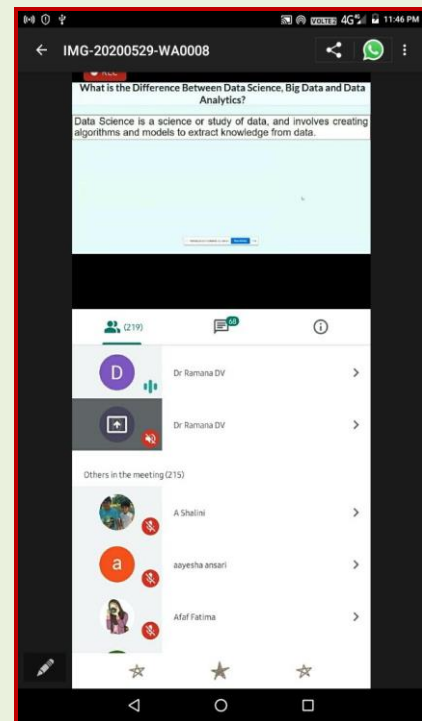 4G 11:46 PM
IMG-20200529-WA0008
REC
What is the Difference Between Data Science, Big Data and Data
Analytics?
Data Science is a science or study of data, and involves creating
algorithms and models to extract knowledge from data.
(219)
68
D
Dr Ramana DV
Dr Ramana DV
Others in the meeting (215)
A Shalini
a
aayesha ansari
Afaf Fatima